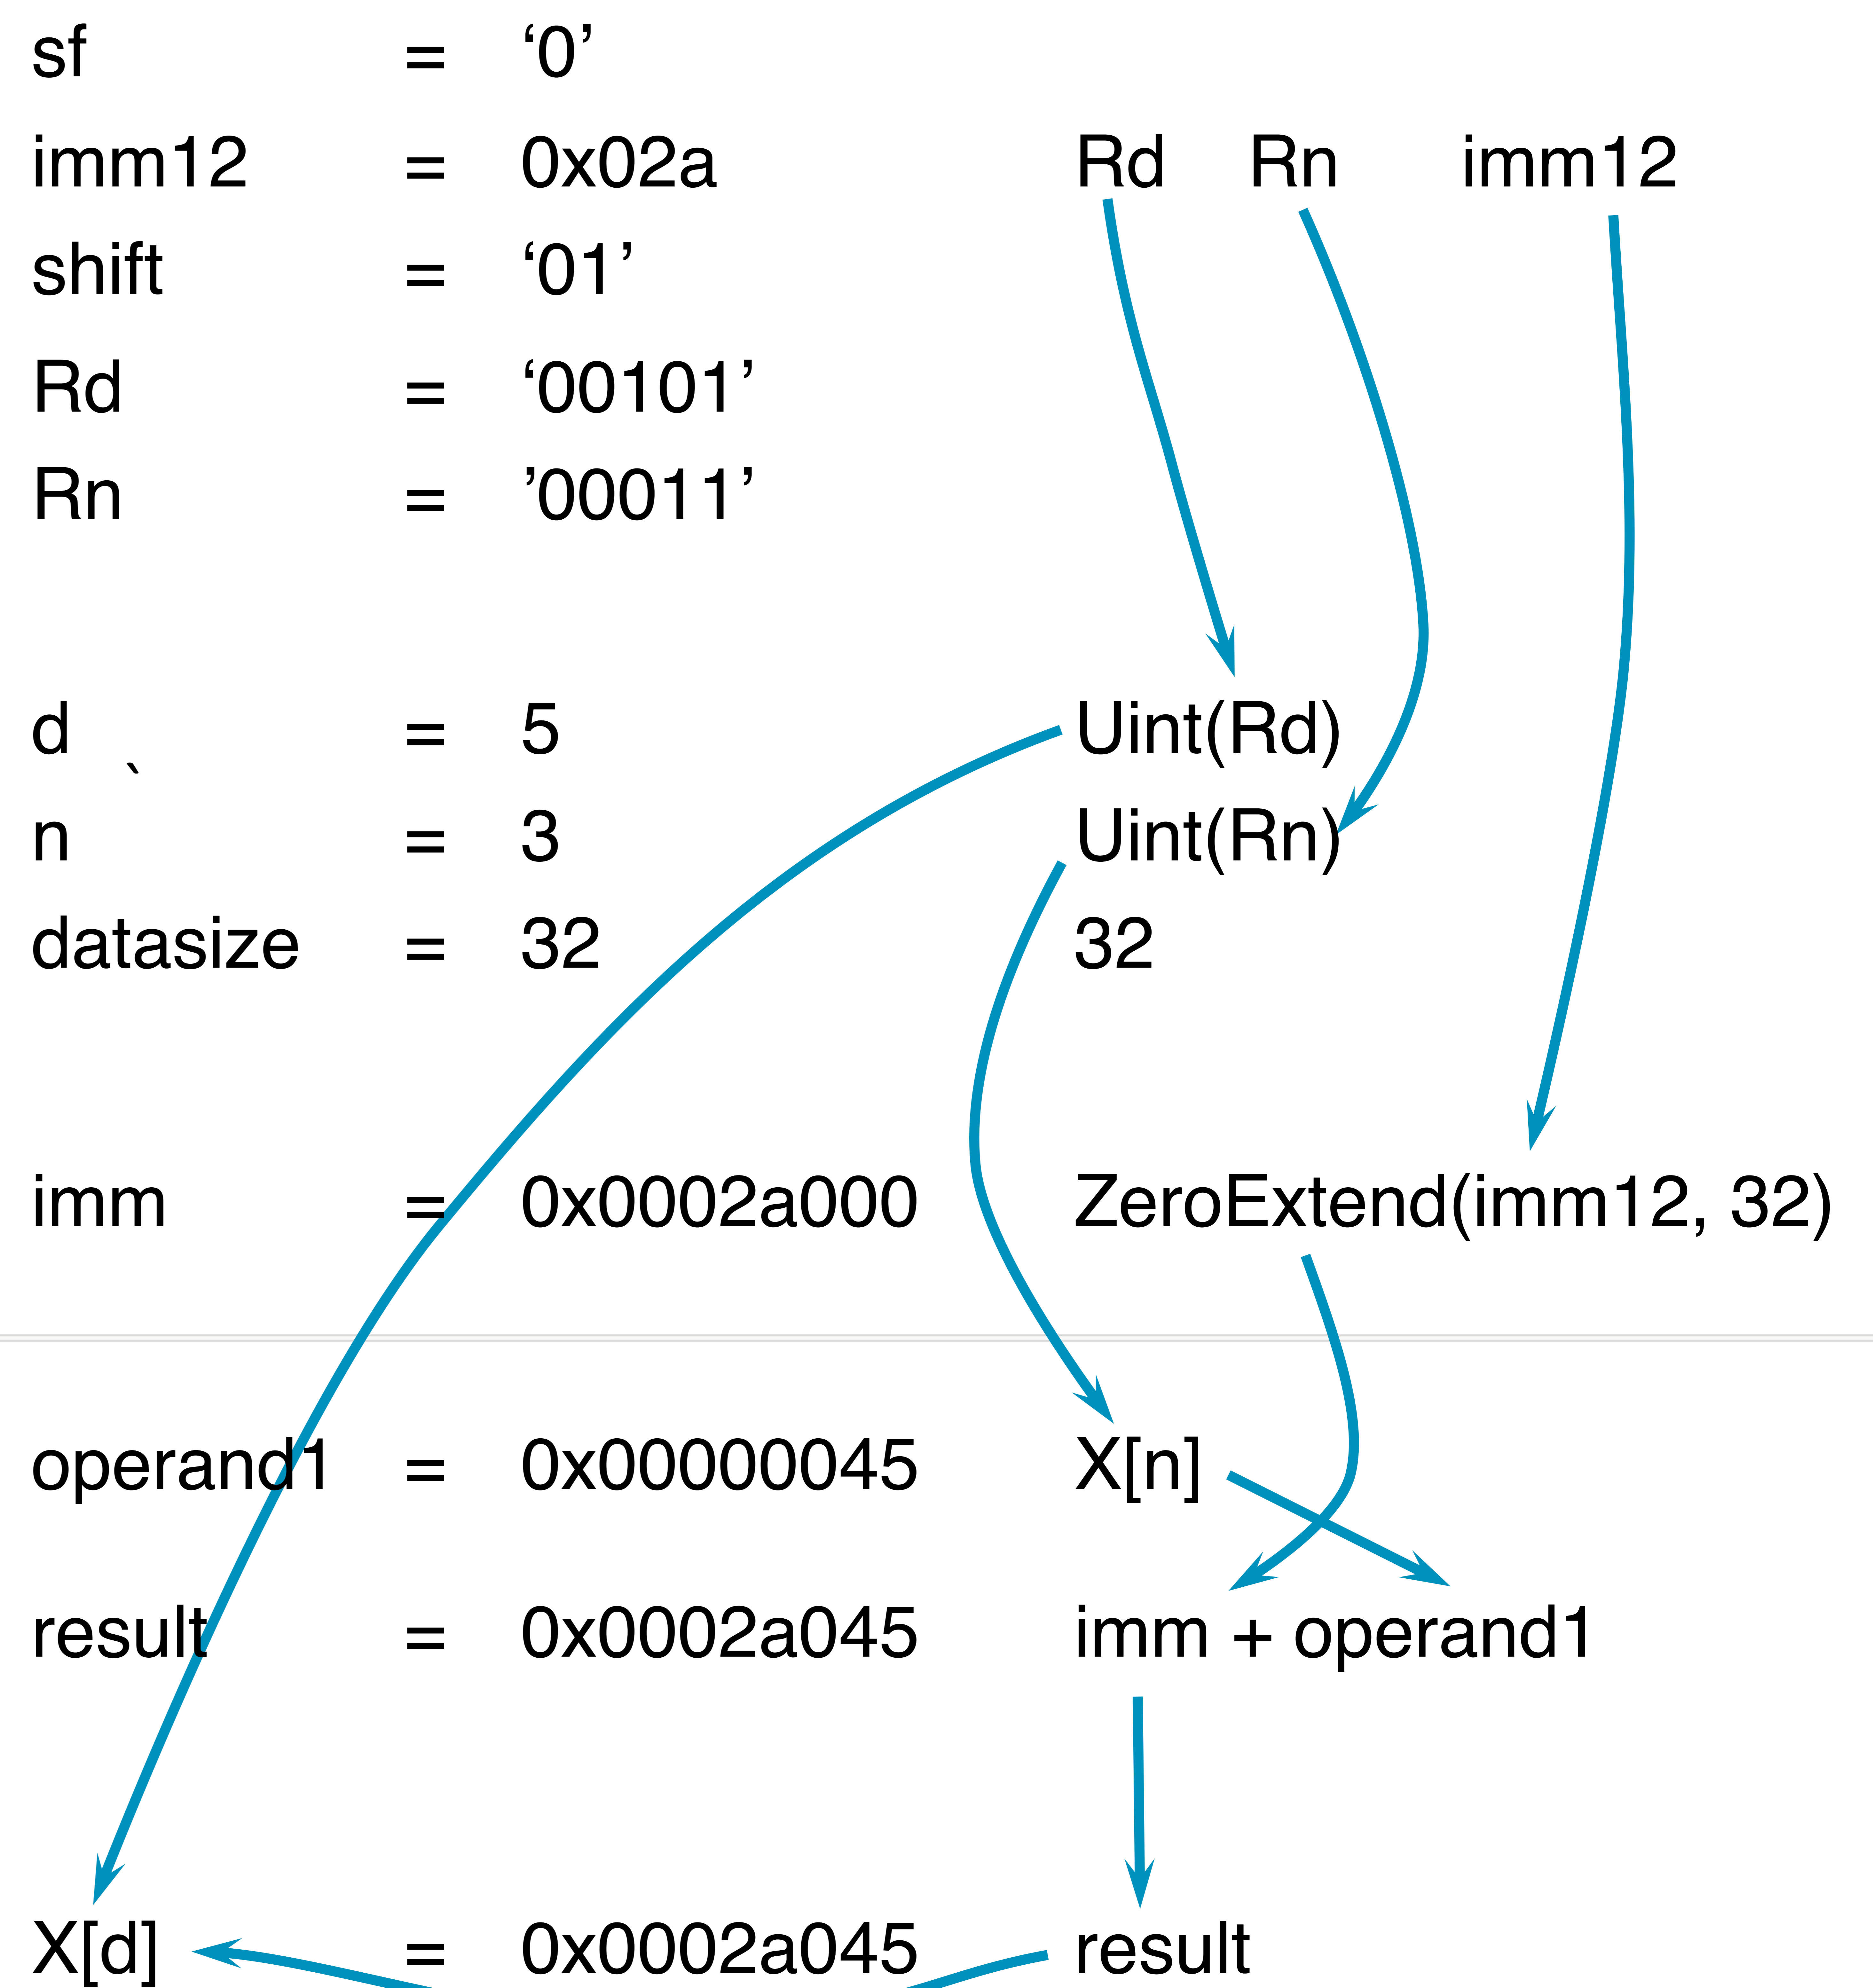 sf = ‘0’
imm12 = 0x02a Rd Rn imm12
shift = ‘01’
Rd = ‘00101’
Rn = ’00011’
d = 5 Uint(Rd)
`
n = 3 Uint(Rn)
datasize = 32 32
imm = 0x0002a000 ZeroExtend(imm12, 32)
operand1 = 0x00000045 X[n]
result = 0x0002a045 imm + operand1
X[d] = 0x0002a045 result